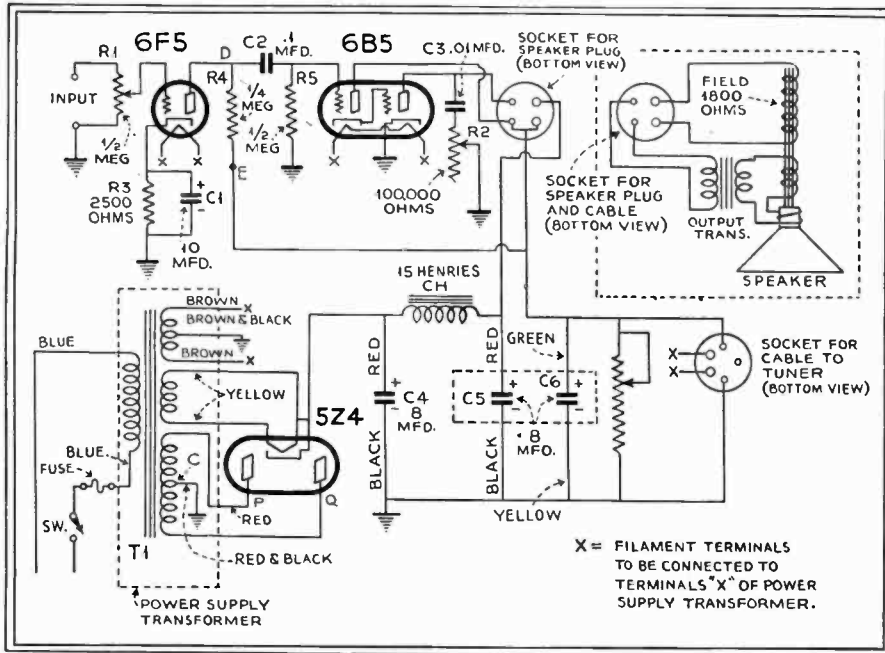 6F5
R1
INPUT
1/2
MEG
D
C2
.1
MFD.
R4
1/4
MEG
R5
1/2
MEG
E
6B5
C3 .01 MFD.
R2
100,000
OHMS
SOCKET FOR
SPEAKER PLUG
(BOTTOM VIEW)
FIELD
1800
OHMS
SOCKET FOR
SPEAKER PLUG
AND CABLE
(BOTTOM VIEW)
OUTPUT
TRANS.
SPEAKER
X
X
X
X
R3
2500
OHMS
+
C1
-
10
MFD.
15 HENRIES
CH
BROWN
X
BROWN & BLACK
BROWN
X
BLUE
YELLOW
5Z4
BLUE
FUSE
C
P
Q
RED
SW.
T1
RED & BLACK
POWER SUPPLY
TRANSFORMER
RED
+
C4
-
8
MFD.
BLACK
RED
GREEN
+
C5
-
C6
+
-
8
MFD.
BLACK
YELLOW
X
X
SOCKET FOR
CABLE TO
TUNER
(BOTTOM VIEW)
X = FILAMENT TERMINALS
TO BE CONNECTED TO
TERMINALS "X" OF POWER
SUPPLY TRANSFORMER.